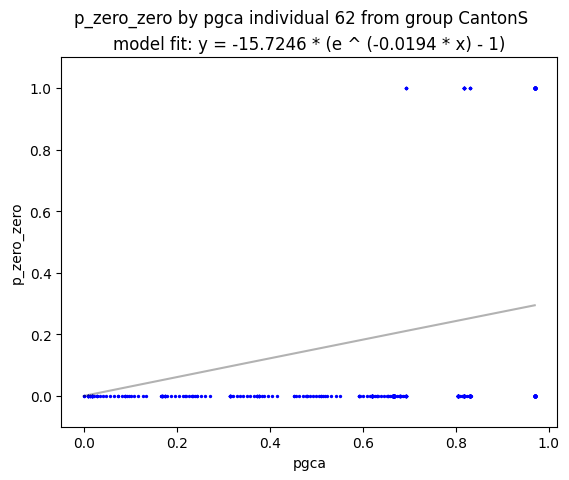 p_zero_zero by pgca individual 62 from group CantonS
model fit: y = -15.7246 * (e ^ (-0.0194 * x) - 1)
1.0
0.8
0.6
0.4
0.2
0.0
p_zero_zero
0.0 0.2 0.4 0.6 0.8 1.0
pgca